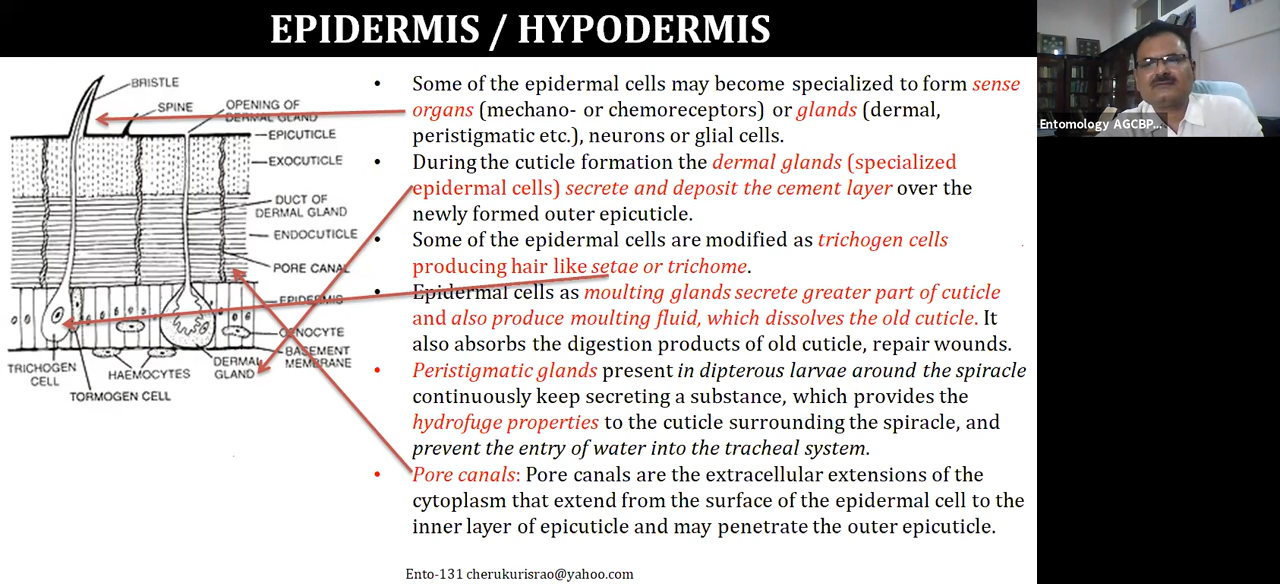 EPIDERMIS / HYPODERMIS
BRISTLE
SPINE
OPENING OF
DERMAL GLAND
EPICUTICLE
EXOCUTICLE
DUCT OF
DERMAL GLAND
ENDOCUTICLE
PORE CANAL
EPIDERMIS
OENOCYTE
BASEMENT
MEMBRANE
DERMAL
GLAND
HAEMOCYTES
TRICHOGEN
CELL
TORMOGEN CELL
• Some of the epidermal cells may become specialized to form sense
organs (mechano- or chemoreceptors) or glands (dermal,
peristigmatic etc.), neurons or glial cells.
• During the cuticle formation the dermal glands (specialized
epidermal cells) secrete and deposit the cement layer over the
newly formed outer epicuticle.
• Some of the epidermal cells are modified as trichogen cells
producing hair like setae or trichome.
• Epidermal cells as moulting glands secrete greater part of cuticle
and also produce moulting fluid, which dissolves the old cuticle. It
also absorbs the digestion products of old cuticle, repair wounds.
• Peristigmatic glands present in dipterous larvae around the spiracle
continuously keep secreting a substance, which provides the
hydrofuge properties to the cuticle surrounding the spiracle, and
prevent the entry of water into the tracheal system.
• Pore canals: Pore canals are the extracellular extensions of the
cytoplasm that extend from the surface of the epidermal cell to the
inner layer of epicuticle and may penetrate the outer epicuticle.
Ento-131 cherukurisrao@yahoo.com
Entomology AGCBP...